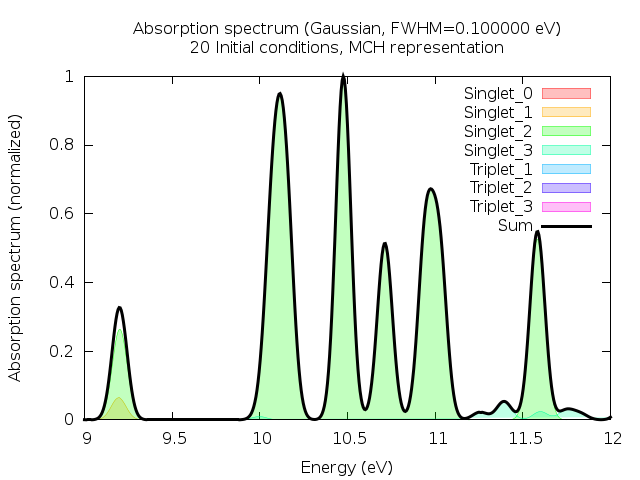 Absorption spectrum (Gaussian, FWHM=0.100000 eV)
20 Initial conditions, MCH representation
Absorption spectrum (normalized)
1
0.8
0.6
0.4
0.2
0
Singlet_0
Singlet_1
Singlet_2
Singlet_3
Triplet_1
Triplet_2
Triplet_3
Sum
9 9.5 10 10.5 11 11.5 12
Energy (eV)